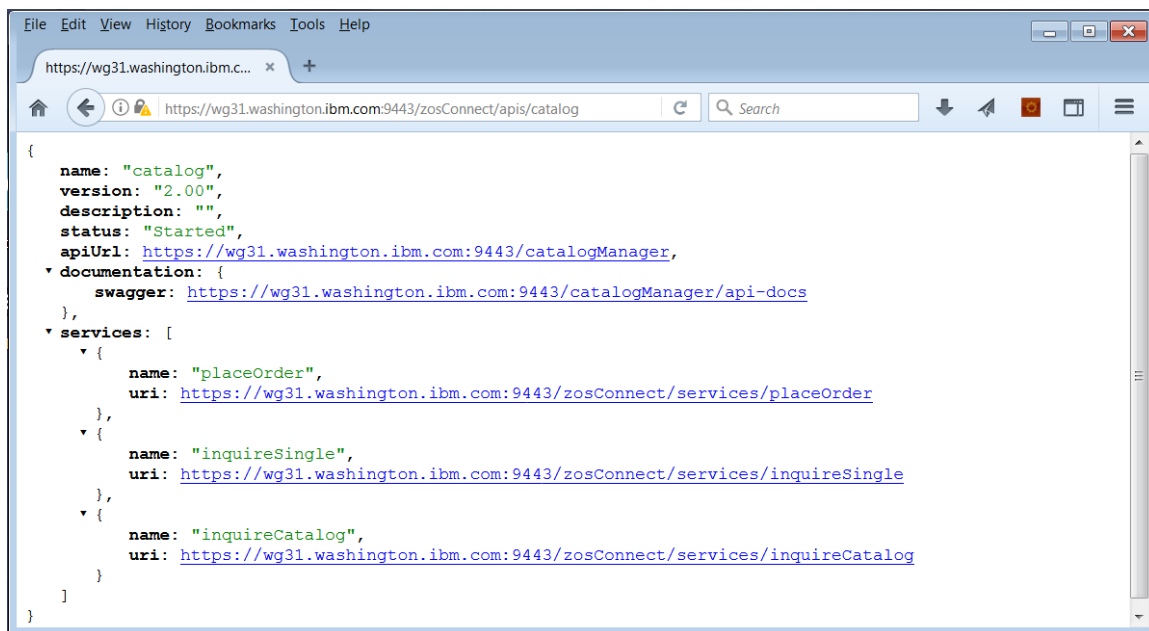 File Edit View History Bookmarks Tools Help
https://wg31.washington.ibm.c... × +
https://wg31.washington.ibm.com:9443/zosConnect/apis/catalog Search
{
name: "catalog",
version: "2.00",
description: "",
status: "Started",
apiUrl: https://wg31.washington.ibm.com:9443/catalogManager,
documentation: {
swagger: https://wg31.washington.ibm.com:9443/catalogManager/api-docs
},
services: [
{
name: "placeOrder",
uri: https://wg31.washington.ibm.com:9443/zosConnect/services/placeOrder
},
{
name: "inquireSingle",
uri: https://wg31.washington.ibm.com:9443/zosConnect/services/inquireSingle
},
{
name: "inquireCatalog",
uri: https://wg31.washington.ibm.com:9443/zosConnect/services/inquireCatalog
}
]
}